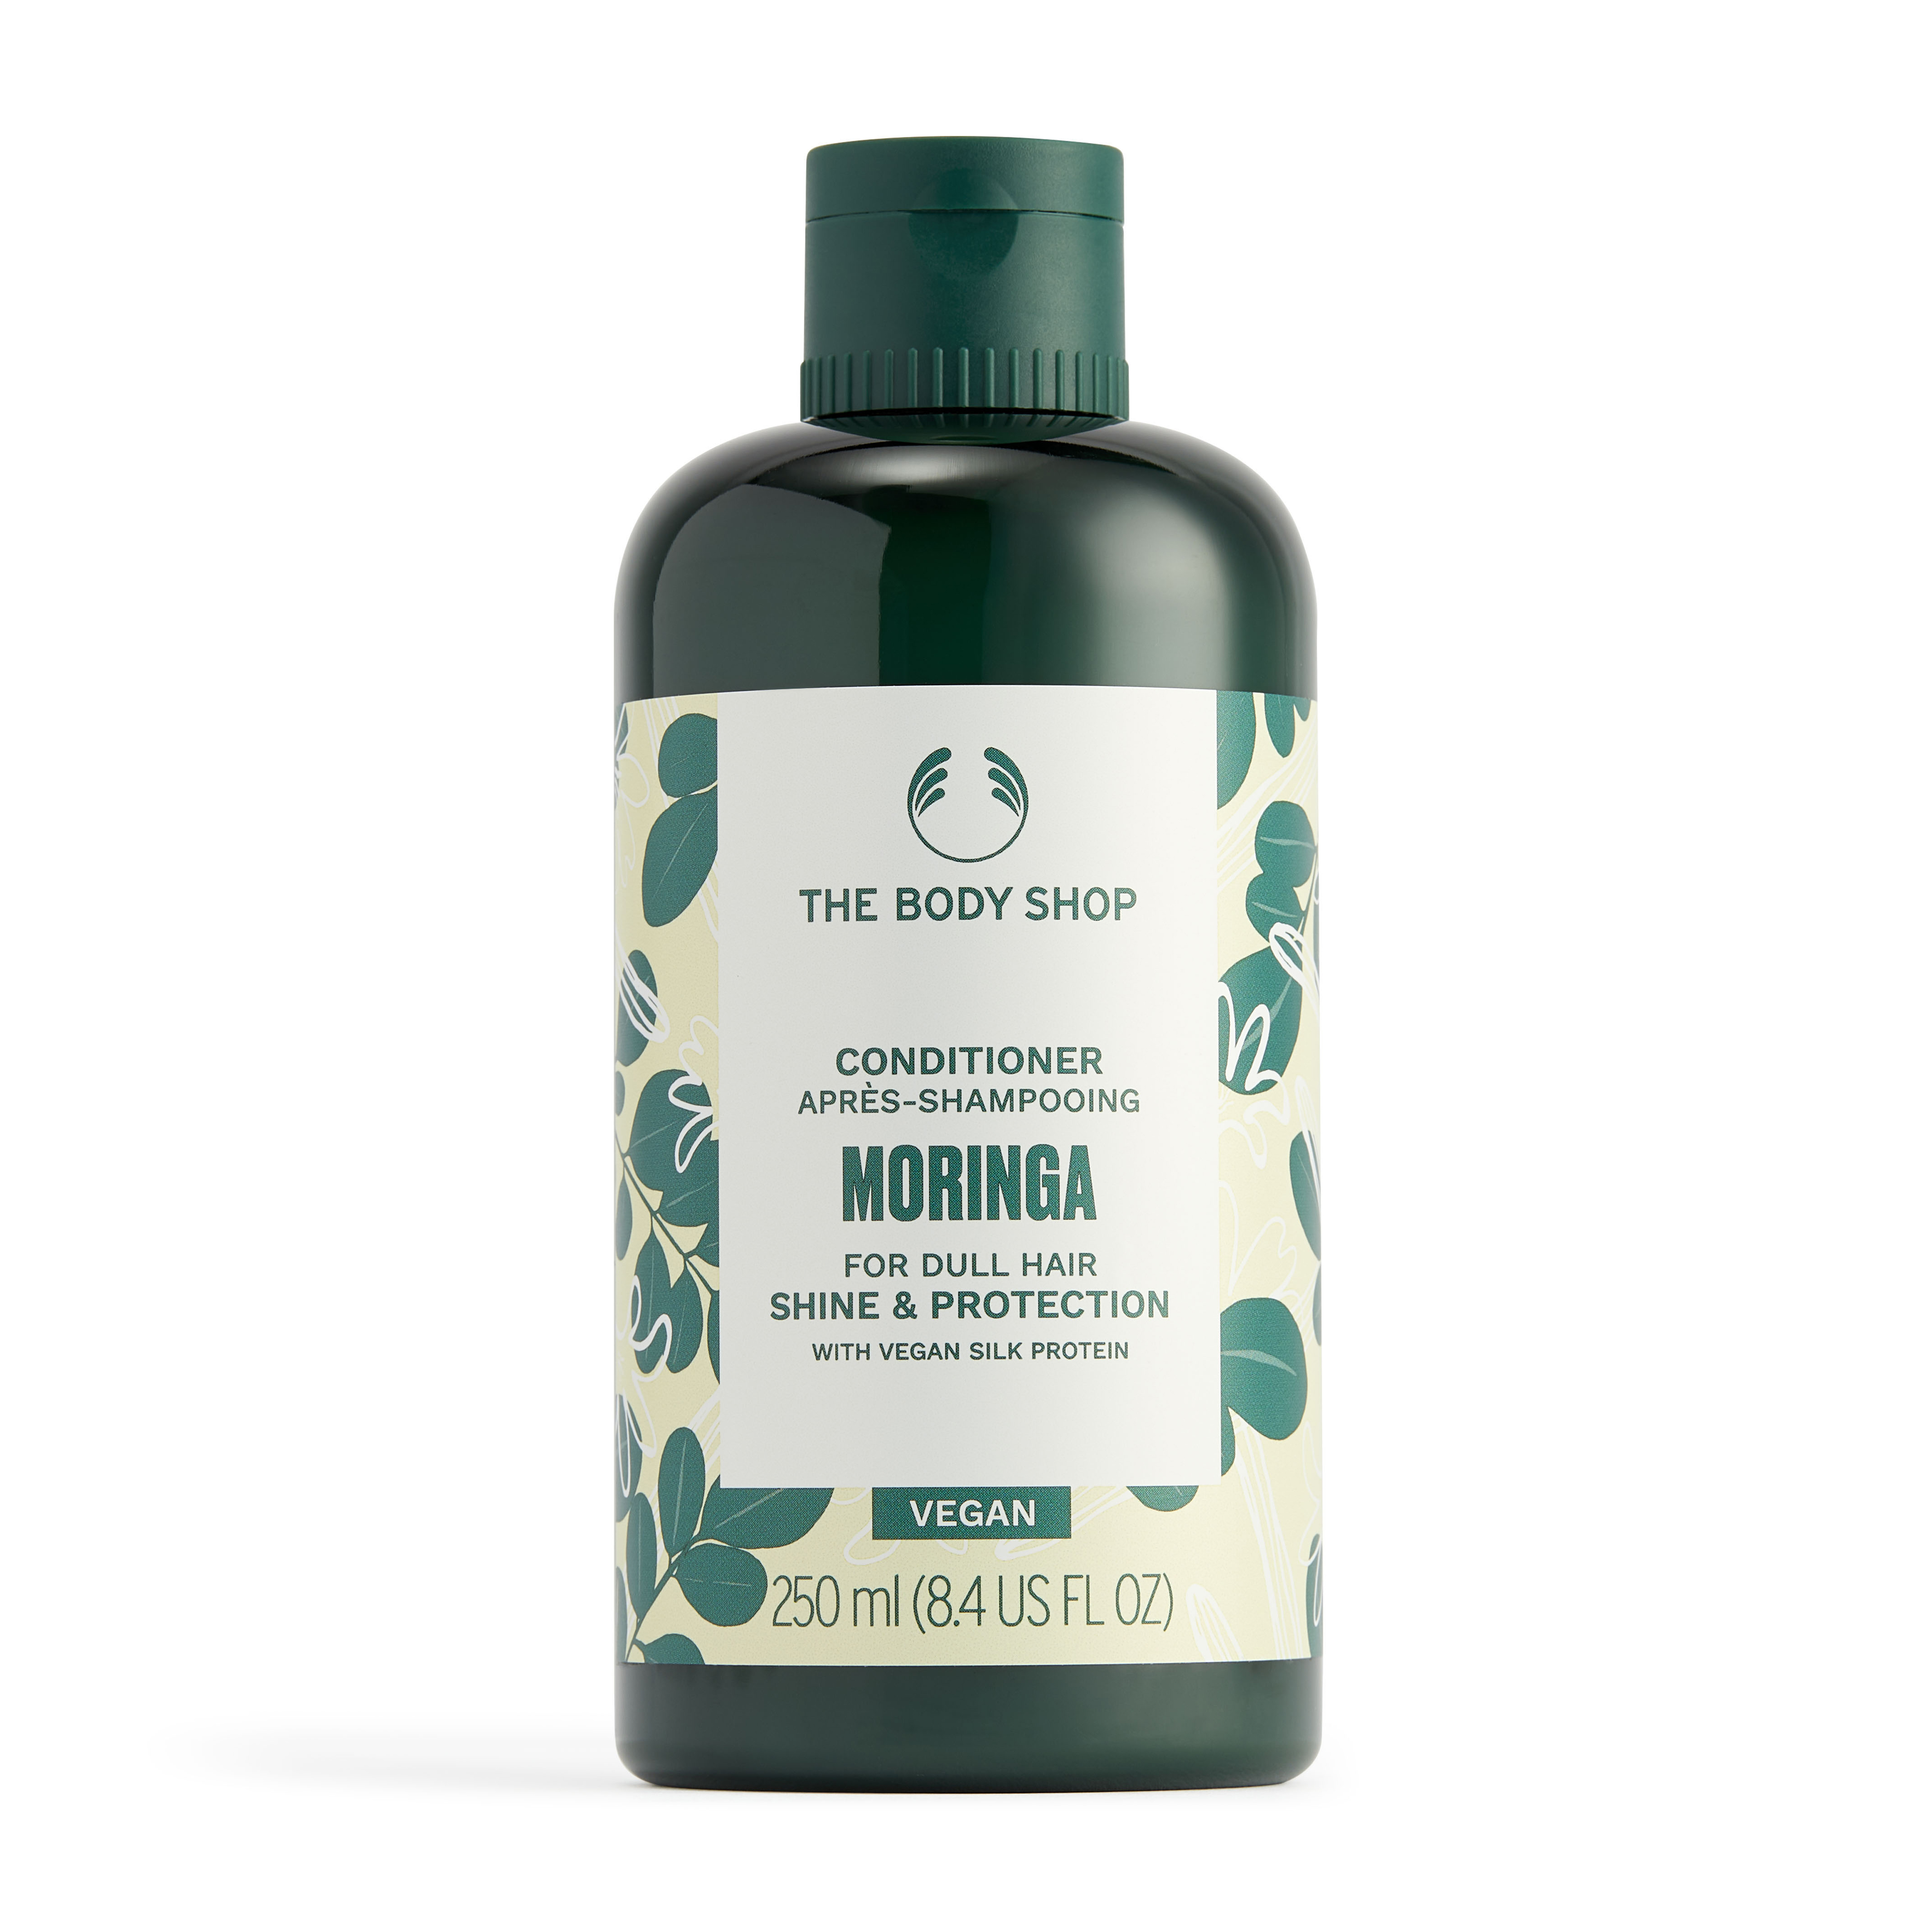 THE BODY SHOP
CONDITIONER
APRÈS-SHAMPOOING
MORINGA
FOR DULL HAIR
SHINE & PROTECTION
WITH VEGAN SILK PROTEIN
VEGAN
250 ml (8.4 US FL OZ)